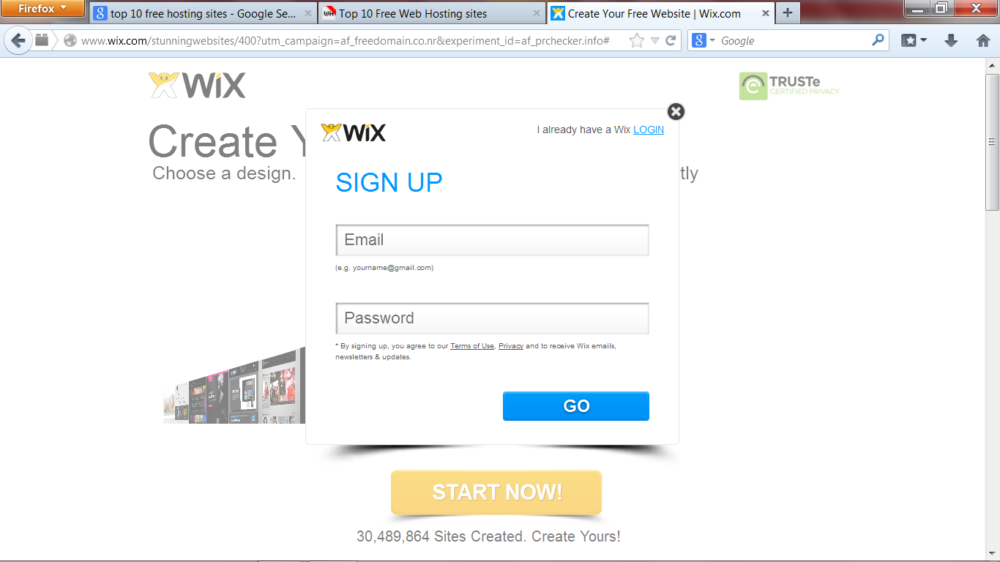 Firefox
top 10 free hosting sites - Google Se...
Top 10 Free Web Hosting sites
Create Your Free Website | Wix.com
www.wix.com/stunningwebsites/400?utm_campaign=af_freedomain.co.nr&experiment_id=af_prchecker.info#
Google
WiX
TRUSTe
CERTIFIED PRIVACY
WiX
I already have a Wix LOGIN
Create Y
Choose a design.
tly
SIGN UP
Email
(e.g. yourname@gmail.com)
Password
* By signing up, you agree to our Terms of Use, Privacy and to receive Wix emails,
newsletters & updates.
GO
START NOW!
30,489,864 Sites Created. Create Yours!